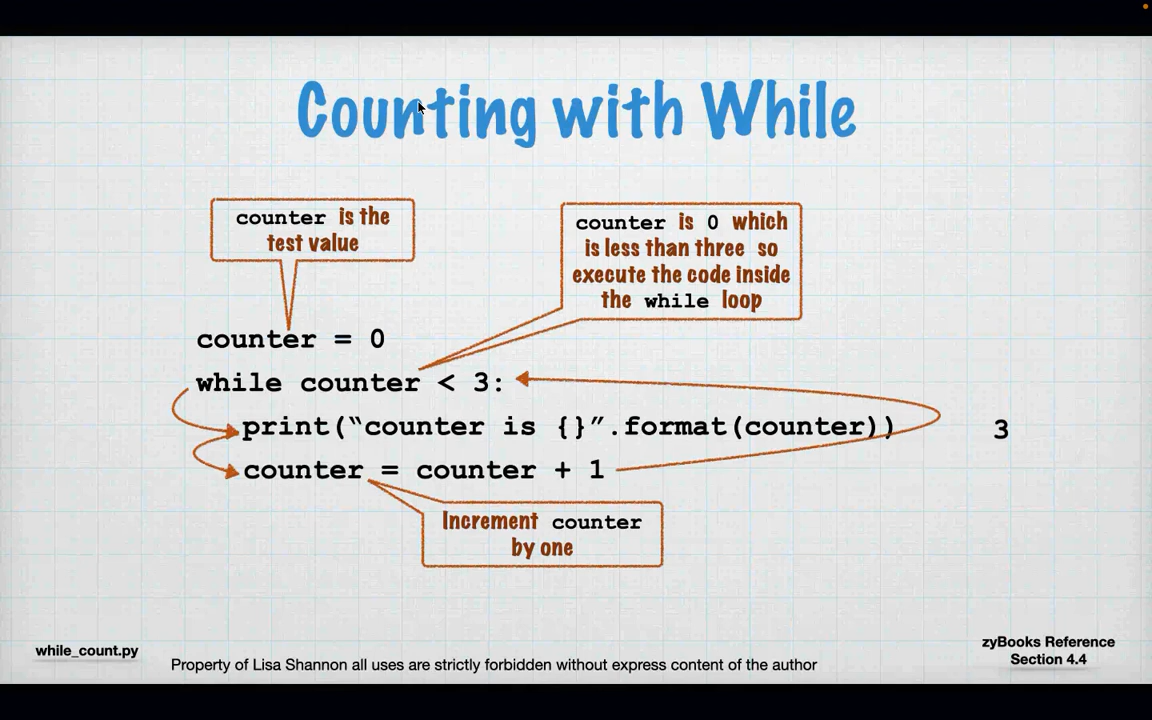 Counting with While
counter is the
test value
counter is 0 which
is less than three so
execute the code inside
the while loop
counter = 0
while counter < 3:
print(“counter is {}”.format(counter))
3
counter = counter + 1
Increment counter
by one
while_count.py
Property of Lisa Shannon all uses are strictly forbidden without express content of the author
zyBooks Reference
Section 4.4